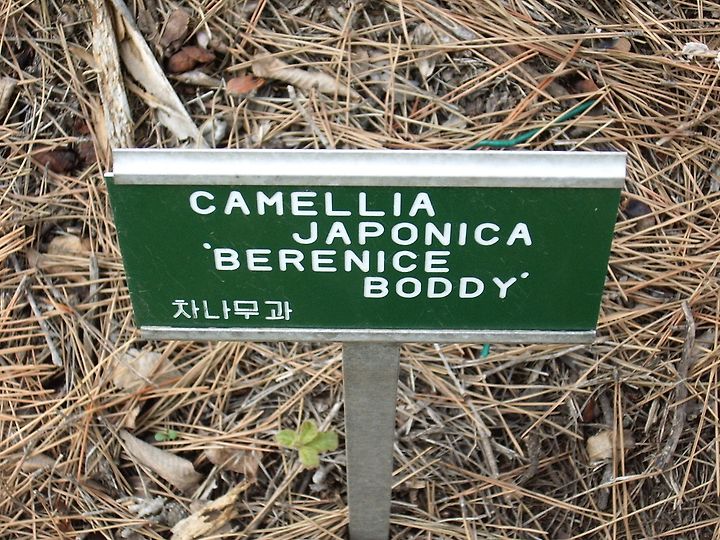 CAMELLIA
JAPONICA
'BERENICE
BODDY'
차나무과